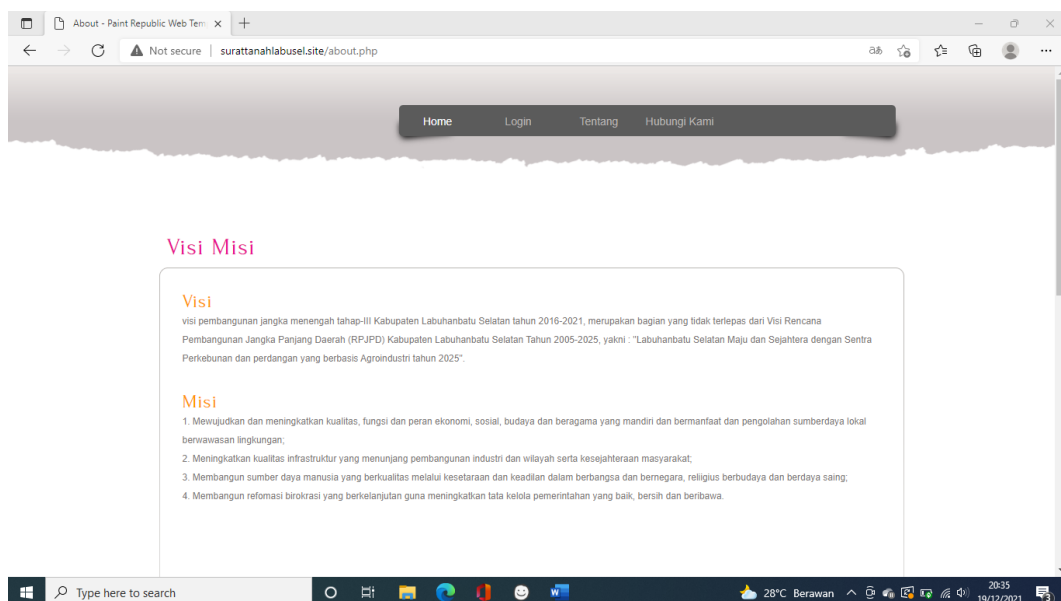 About - Paint Republic Web Tem
Not secure | surattanahlabusel.site/about.php
Home Login Tentang Hubungi Kami
Visi Misi
Visi
visi pembangunan jangka menengah tahap-III Kabupaten Labuhanbatu Selatan tahun 2016-2021, merupakan bagian yang tidak terlepas dari Visi Rencana
Pembangunan Jangka Panjang Daerah (RPJPD) Kabupaten Labuhanbatu Selatan Tahun 2005-2025, yakni : "Labuhanbatu Selatan Maju dan Sejahtera dengan Sentra
Perkebunan dan perdangan yang berbasis Agroindustri tahun 2025".
Misi
1. Mewujudkan dan meningkatkan kualitas, fungsi dan peran ekonomi, sosial, budaya dan beragama yang mandiri dan bermanfaat dan pengolahan sumberdaya lokal
berwawasan lingkungan;
2. Meningkatkan kualitas infrastruktur yang menunjang pembangunan industri dan wilayah serta kesejahteraan masyarakat;
3. Membangun sumber daya manusia yang berkualitas melalui kesetaraan dan keadilan dalam berbangsa dan bernegara, reliigius berbudaya dan berdaya saing;
4. Membangun refomasi birokrasi yang berkelanjutan guna meningkatkan tata kelola pemerintahan yang baik, bersih dan beribawa.
Type here to search
28°C Berawan
20:35
19/12/2021